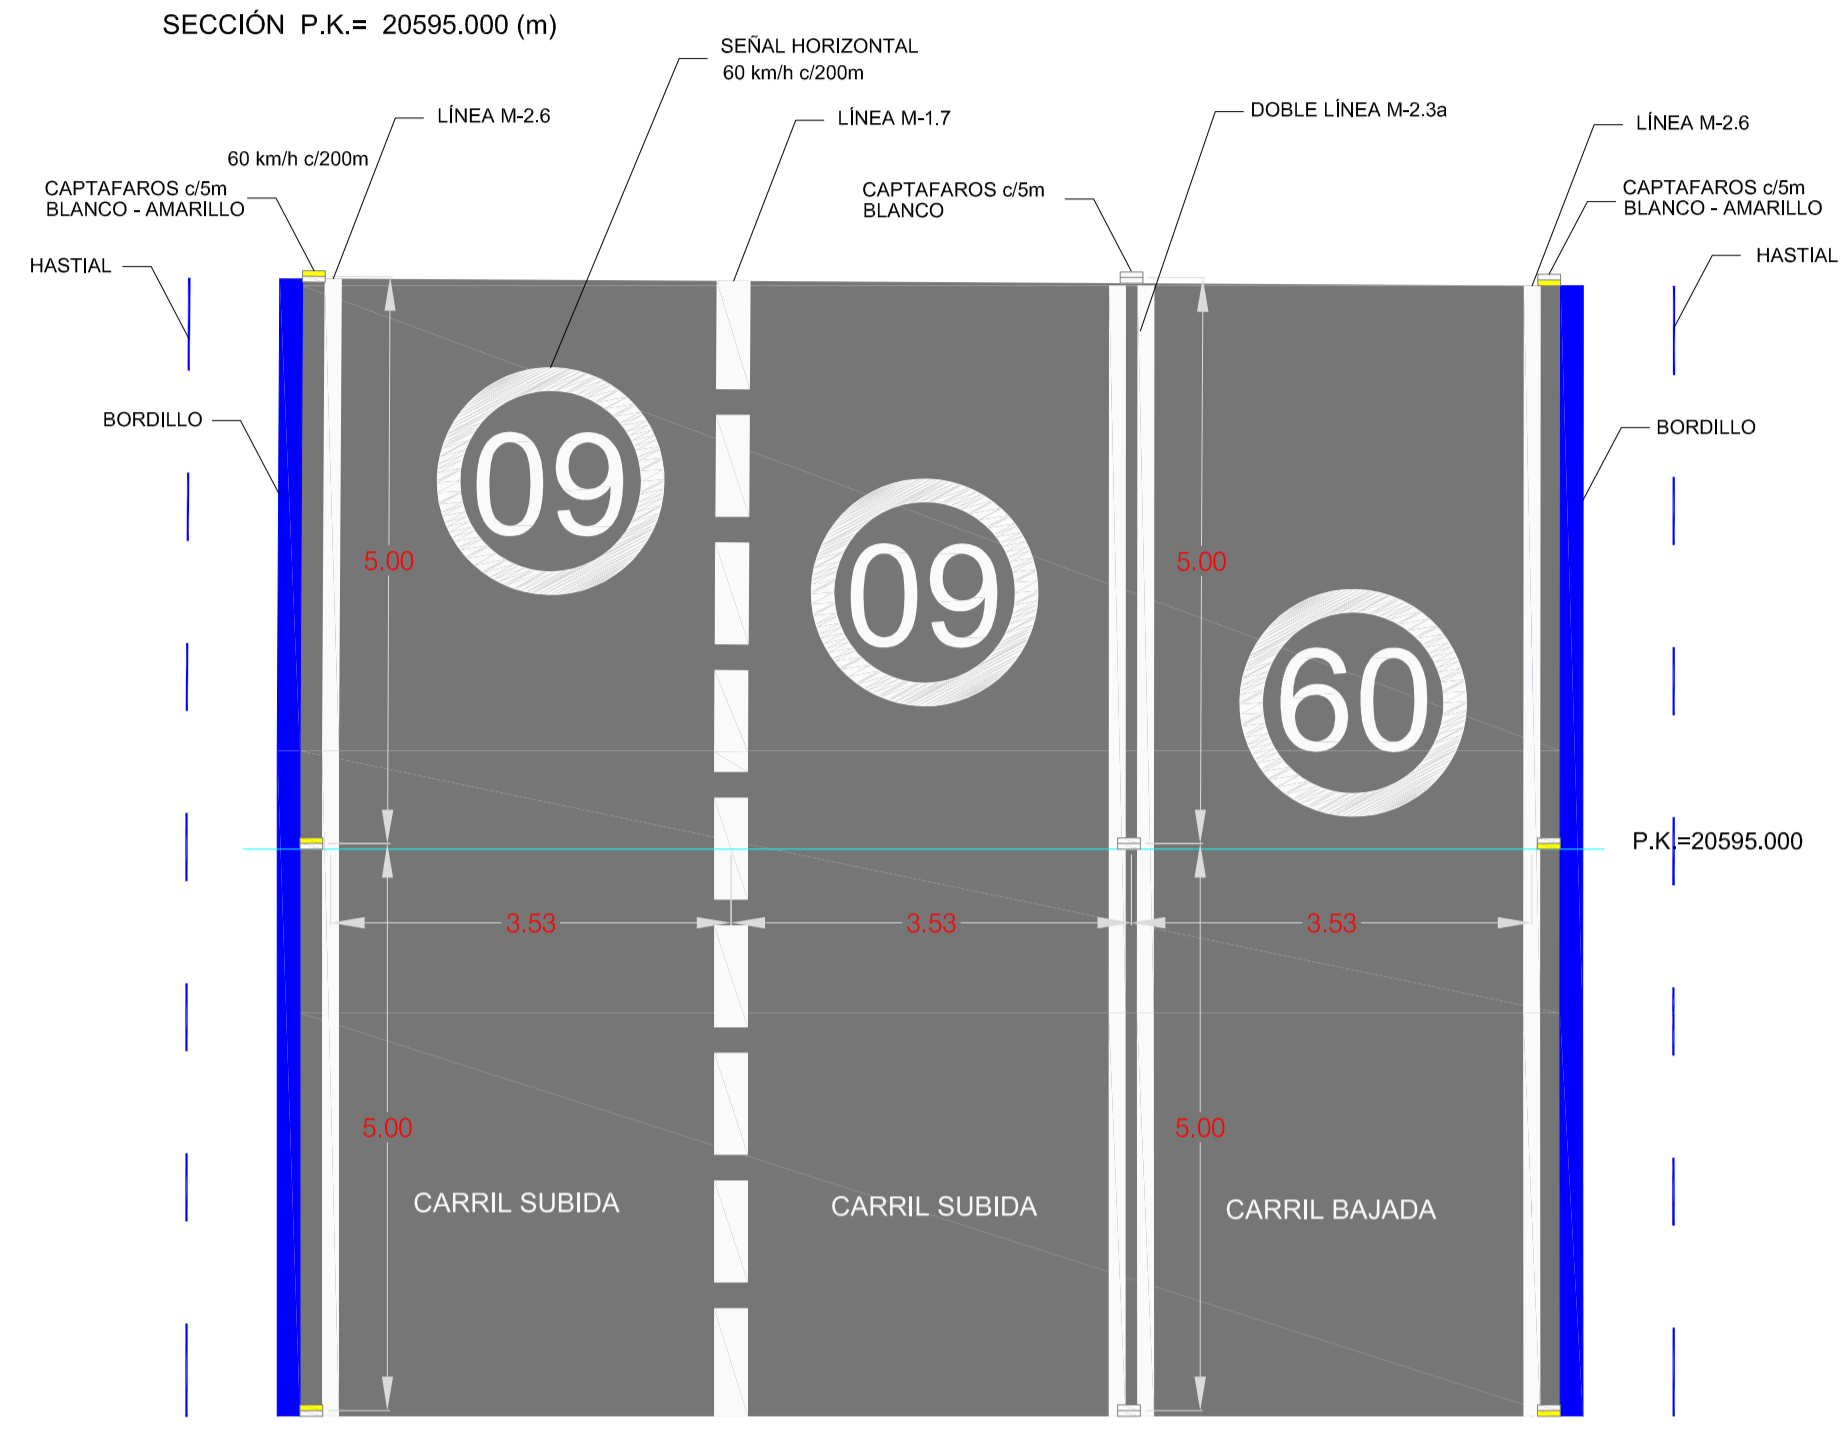 SECCIÓN P.K.= 20595.000 (m)
SEÑAL HORIZONTAL
60 km/h c/200m
LÍNEA M-2.6
LÍNEA M-1.7
DOBLE LÍNEA M-2.3a
LÍNEA M-2.6
60 km/h c/200m
CAPTAFAROS c/5m
BLANCO - AMARILLO
CAPTAFAROS c/5m
BLANCO
CAPTAFAROS c/5m
BLANCO - AMARILLO
HASTIAL
HASTIAL
BORDILLO
BORDILLO
60
60
60
5.00
5.00
P.K.=20595.000
3.53
3.53
3.53
5.00
5.00
CARRIL SUBIDA
CARRIL SUBIDA
CARRIL BAJADA